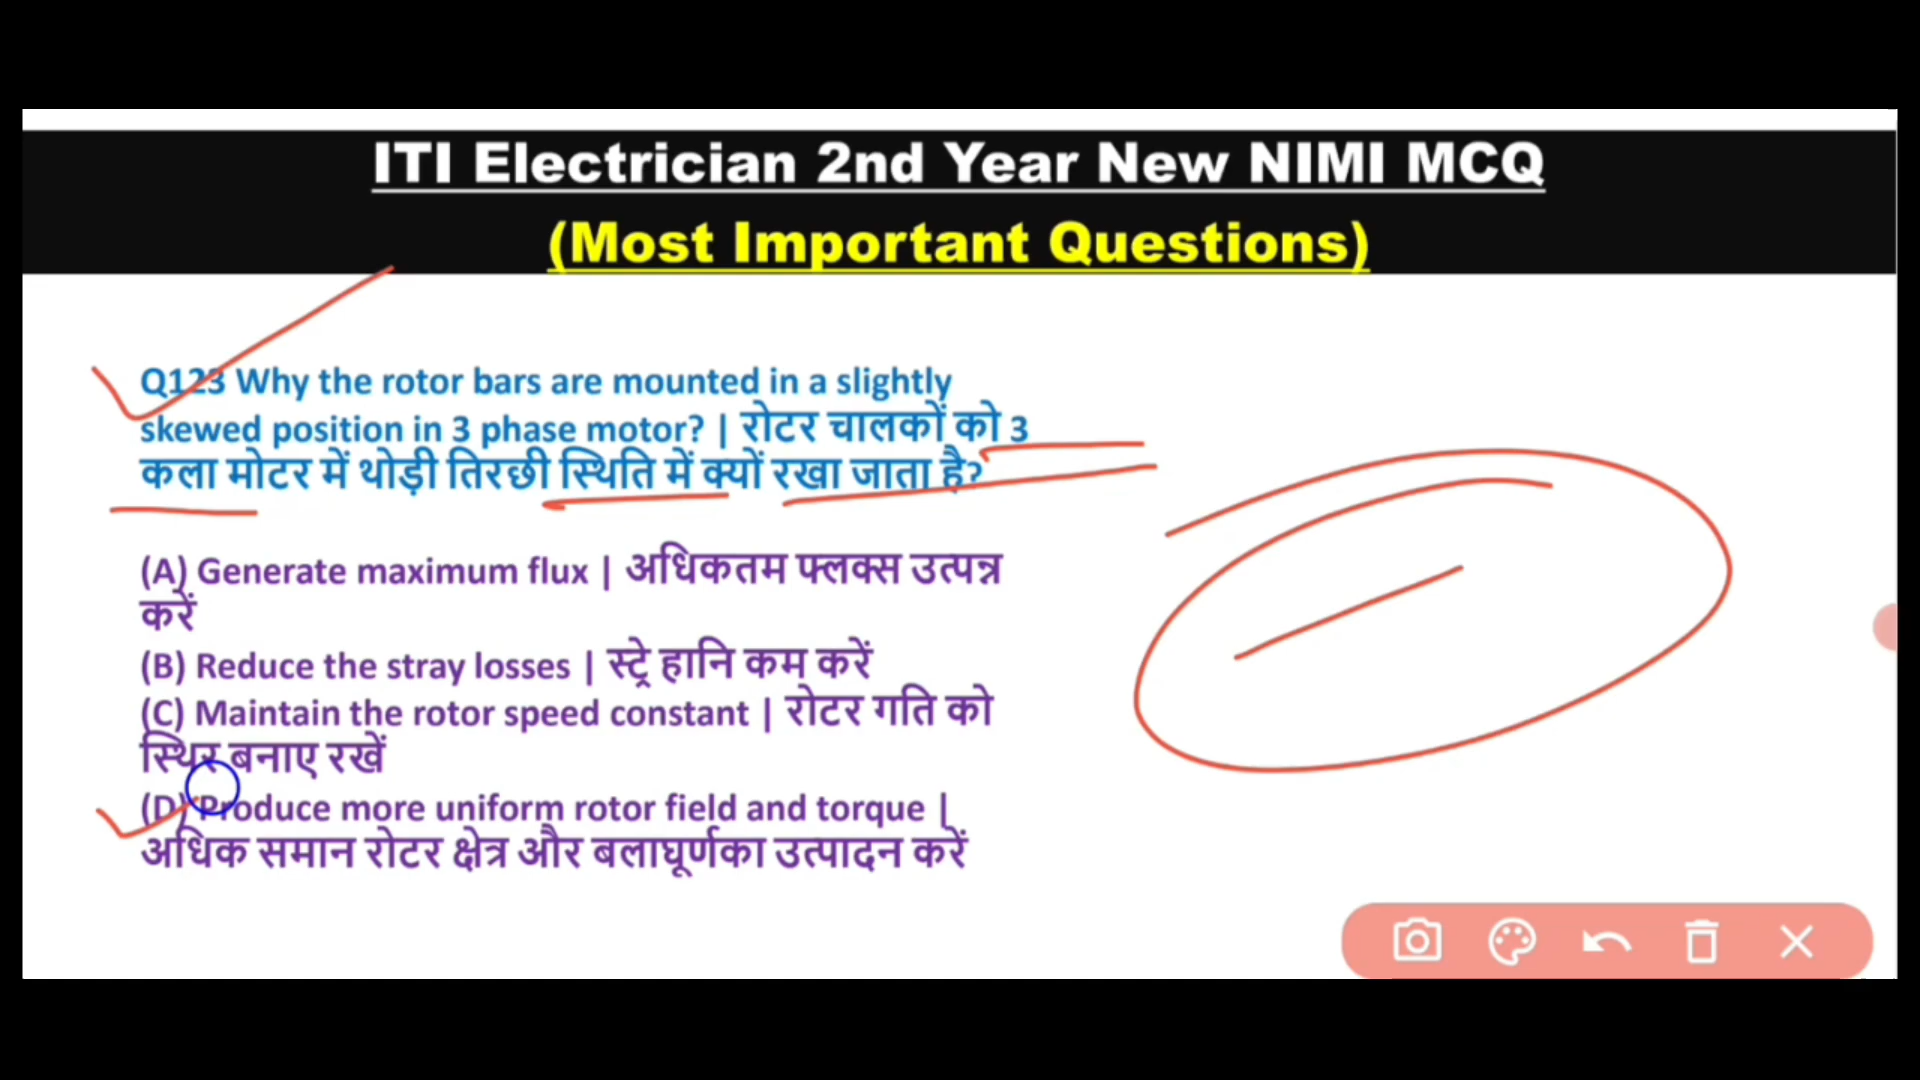 ITI Electrician 2nd Year New NIMI MCQ
(Most Important Questions)
Q123 Why the rotor bars are mounted in a slightly
skewed position in 3 phase motor? | रोटर चालकों को 3
कला मोटर में थोड़ी तिरछी स्थिति में क्यों रखा जाता है?
(A) Generate maximum flux | अधिकतम फ्लक्स उत्पन्न
करें
(B) Reduce the stray losses | स्ट्रे हानि कम करें
(C) Maintain the rotor speed constant | रोटर गति को
स्थिर बनाए रखें
(D) Produce more uniform rotor field and torque |
अधिक समान रोटर क्षेत्र और बलाघूर्णका उत्पादन करें